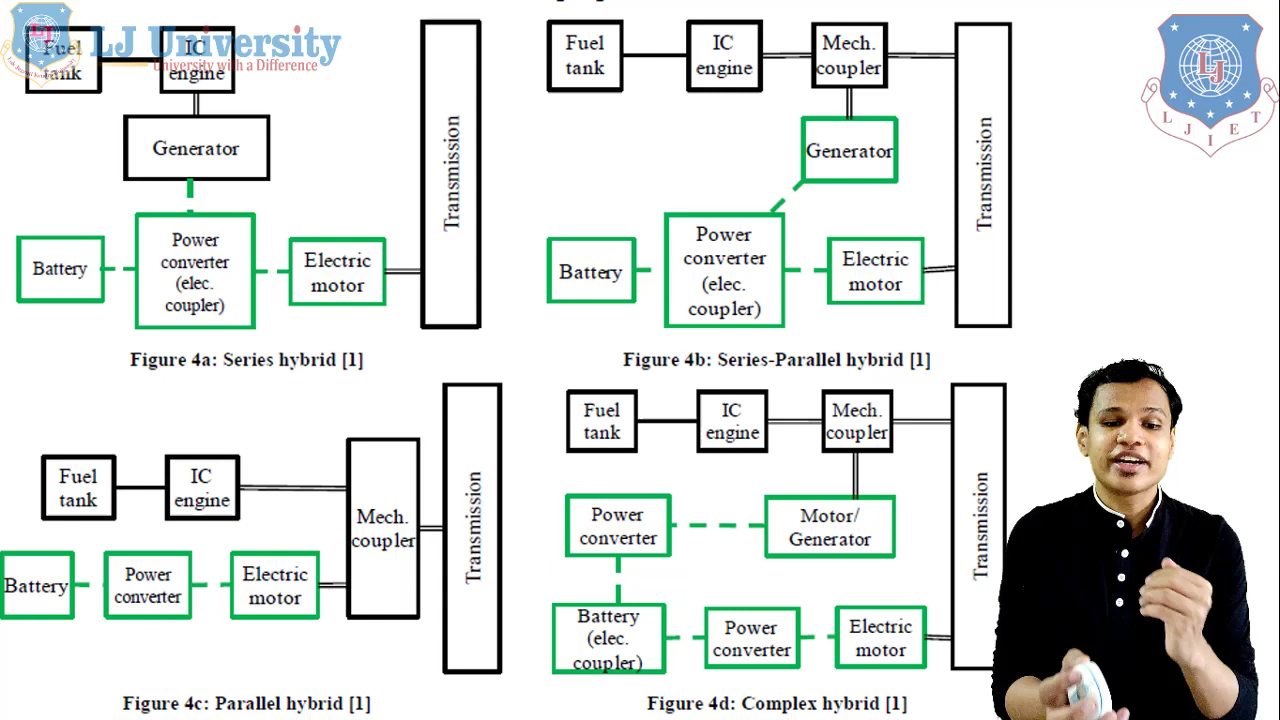 LJ University
University with a Difference
Fuel
tank
IC
engine
Generator
Battery
Power
converter
(elec.
coupler)
Electric
motor
Transmission
Figure 4a: Series hybrid [1]
Fuel
tank
IC
engine
Mech.
coupler
Generator
Battery
Power
converter
(elec.
coupler)
Electric
motor
Transmission
Figure 4b: Series-Parallel hybrid [1]
LJ
L J I E T
Fuel
tank
IC
engine
Battery
Power
converter
Electric
motor
Mech.
coupler
Transmission
Figure 4c: Parallel hybrid [1]
Fuel
tank
IC
engine
Mech.
coupler
Power
converter
Motor/
Generator
Battery
(elec.
coupler)
Power
converter
Electric
motor
Transmission
Figure 4d: Complex hybrid [1]